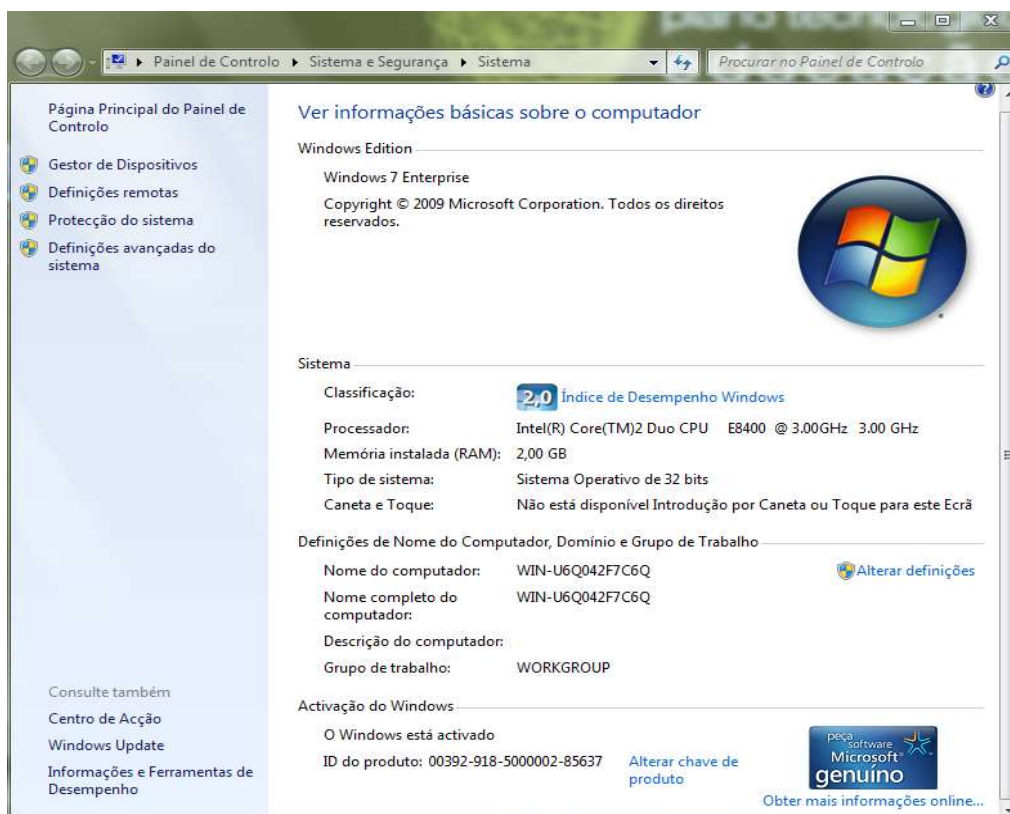 Painel de Controlo ▸ Sistema e Segurança ▸ Sistema
Procurar no Painel de Controlo
Página Principal do Painel de
Controlo
Gestor de Dispositivos
Definições remotas
Protecção do sistema
Definições avançadas do
sistema
Consulte também
Centro de Acção
Windows Update
Informações e Ferramentas de
Desempenho
Ver informações básicas sobre o computador
Windows Edition
Windows 7 Enterprise
Copyright © 2009 Microsoft Corporation. Todos os direitos
reservados.
Sistema
Classificação: 2,0 Índice de Desempenho Windows
Processador: Intel(R) Core(TM)2 Duo CPU E8400 @ 3.00GHz 3.00 GHz
Memória instalada (RAM): 2,00 GB
Tipo de sistema: Sistema Operativo de 32 bits
Caneta e Toque: Não está disponível Introdução por Caneta ou Toque para este Ecrã
Definições de Nome do Computador, Domínio e Grupo de Trabalho
Nome do computador: WIN-U6Q042F7C6Q Alterar definições
Nome completo do WIN-U6Q042F7C6Q
computador:
Descrição do computador:
Grupo de trabalho: WORKGROUP
Activação do Windows
O Windows está activado
ID do produto: 00392-918-5000002-85637 Alterar chave de
produto
peça
software
Microsoft
genuíno
Obter mais informações online...